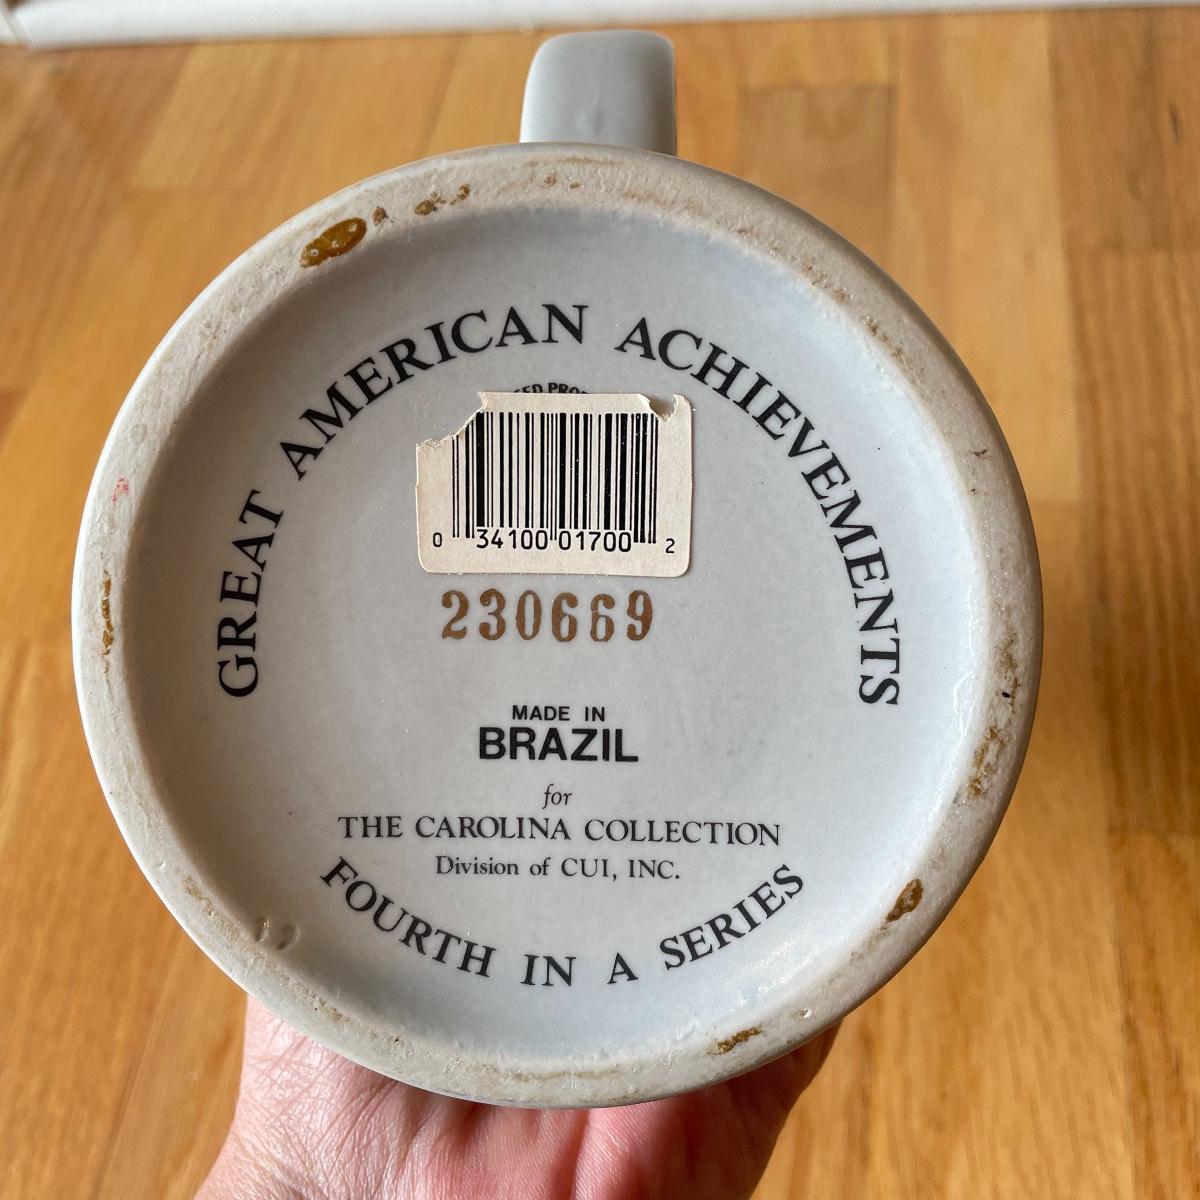 GREAT AMERICAN ACHIEVEMENTS
0 34100 01700 2
230669
MADE IN
BRAZIL
for
THE CAROLINA COLLECTION
Division of CUI, INC.
FOURTH IN A SERIES